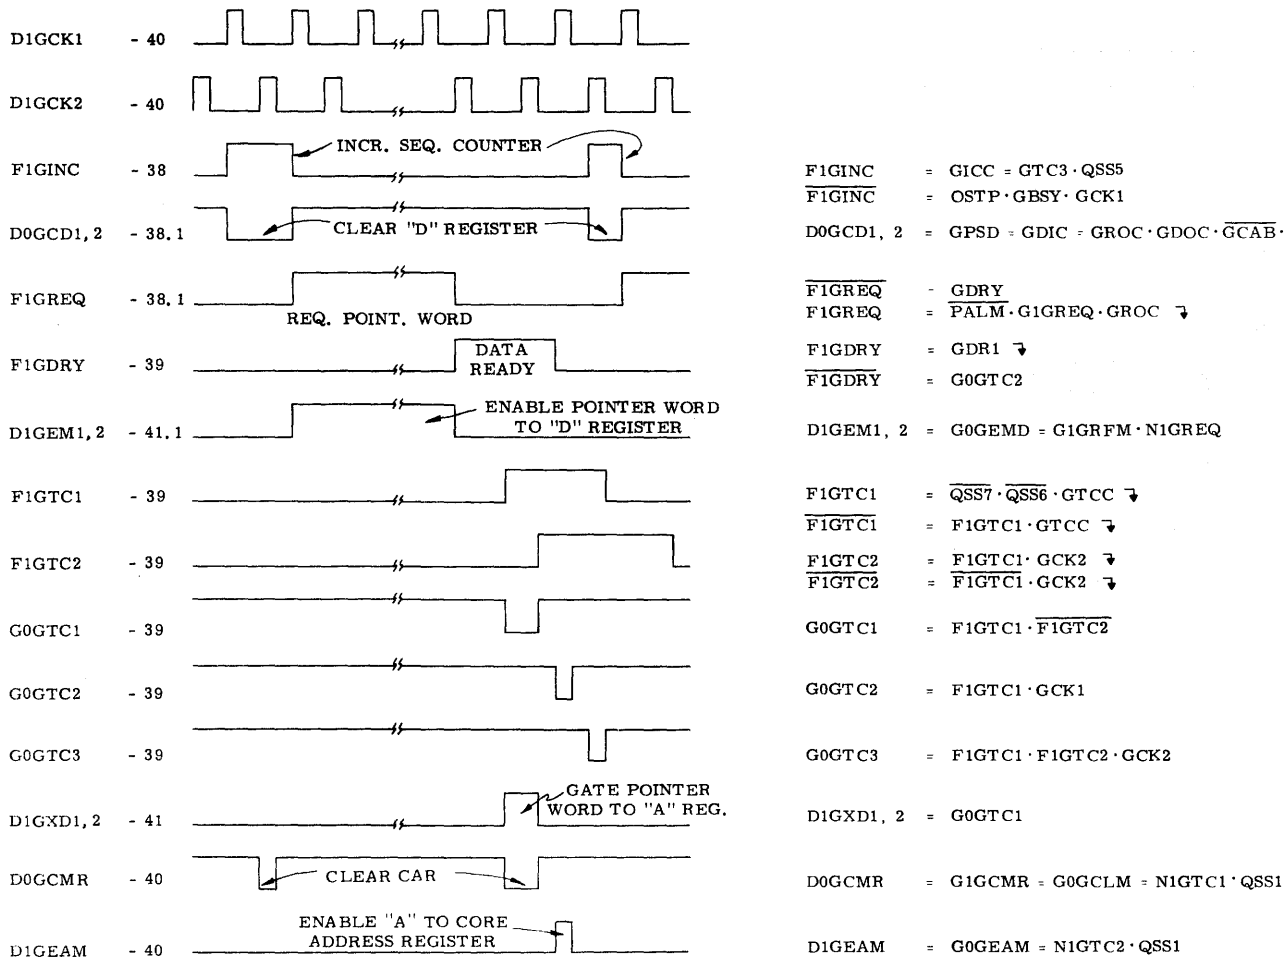 D1GCK1 - 40
D1GCK2 - 40
INCR. SEQ. COUNTER
F1GINC - 38 F1GINC = GICC = GTC3·QSS5
F1GINC = OSTP·GBSY·GCK1
D0GCD1,2 - 38.1 CLEAR "D" REGISTER D0GCD1, 2 = GPSD = GDIC = GROC·GDOC·GCAB·
F1GREQ - 38.1 F1GREQ - GDRY
REQ. POINT. WORD F1GREQ = PALM·G1GREQ·GROC
F1GDRY - 39 DATA READY F1GDRY = GDR1
F1GDRY = G0GTC2
ENABLE POINTER WORD TO "D" REGISTER
D1GEM1,2 - 41.1 D1GEM1, 2 = G0GEMD = G1GRFM·N1GREQ
F1GTC1 - 39 F1GTC1 = QSS7·QSS6·GTCC
F1GTC1 = F1GTC1·GTCC
F1GTC2 - 39 F1GTC2 = F1GTC1·GCK2
F1GTC2 = F1GTC1·GCK2
G0GTC1 - 39 G0GTC1 = F1GTC1·F1GTC2
G0GTC2 - 39 G0GTC2 = F1GTC1·GCK1
G0GTC3 - 39 G0GTC3 = F1GTC1·F1GTC2·GCK2
GATE POINTER WORD TO "A" REG.
D1GXD1,2 - 41 D1GXD1, 2 = G0GTC1
D0GCMR - 40 CLEAR CAR D0GCMR = G1GCMR = G0GCLM = N1GTC1·QSS1
ENABLE "A" TO CORE ADDRESS REGISTER
D1GEAM - 40 D1GEAM = G0GEAM = N1GTC2·QSS1